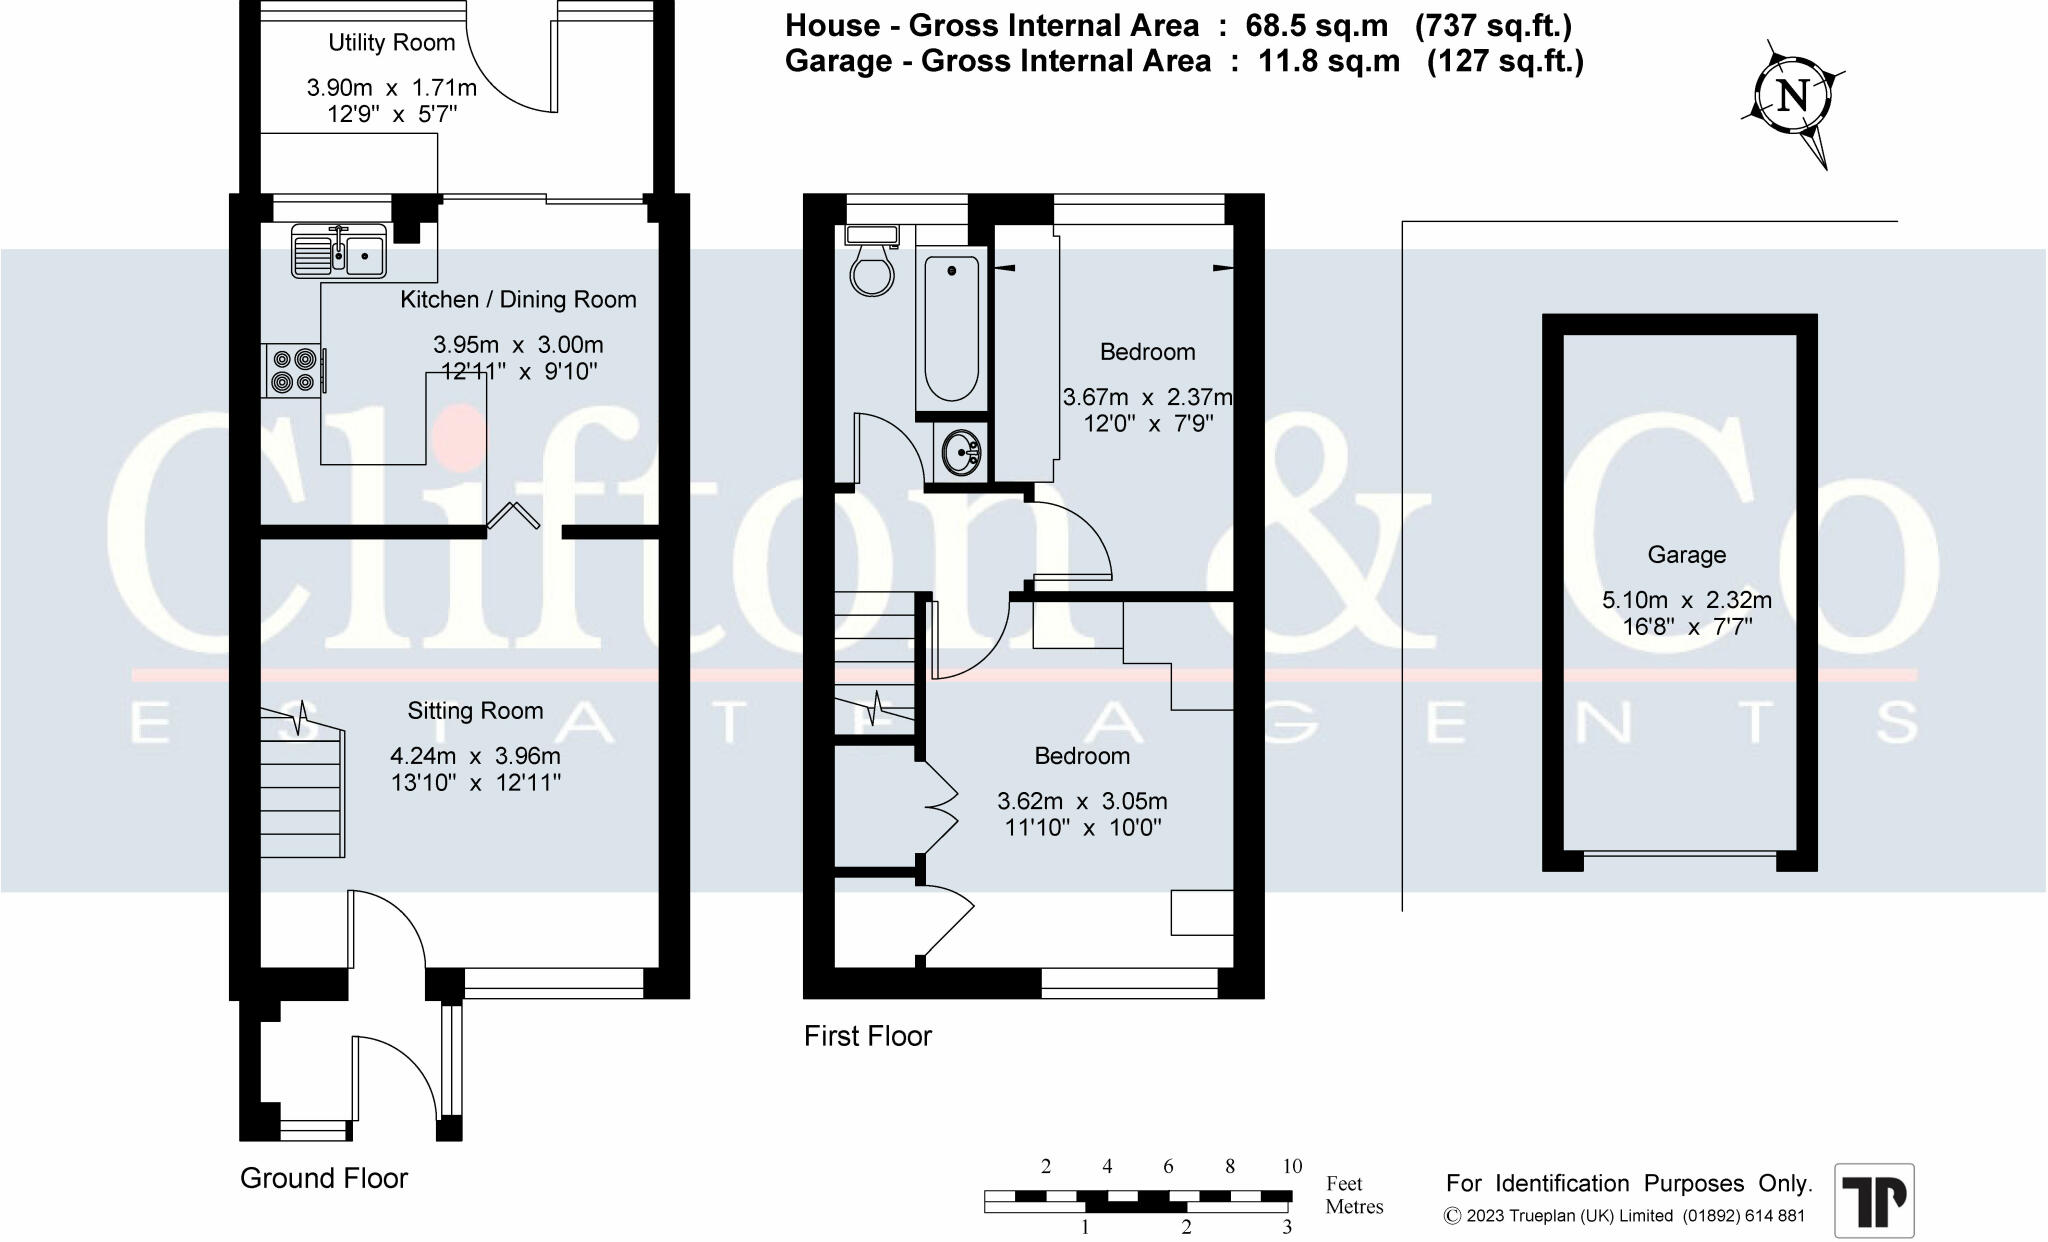 House - Gross Internal Area : 68.5 sq.m (737 sq.ft.)
Garage - Gross Internal Area : 11.8 sq.m (127 sq.ft.)
N
Utility Room
3.90m x 1.71m
12'9" x 5'7"
Kitchen / Dining Room
3.95m x 3.00m
12'11" x 9'10"
Bedroom
3.67m x 2.37m
12'0" x 7'9"
Clifton & Co
ESTATE AGENTS
Garage
5.10m x 2.32m
16'8" x 7'7"
Sitting Room
4.24m x 3.96m
13'10" x 12'11"
Bedroom
3.62m x 3.05m
11'10" x 10'0"
First Floor
Ground Floor
2 4 6 8 10
Feet
Metres
1 2 3
For Identification Purposes Only.
© 2023 Trueplan (UK) Limited (01892) 614 881
TP